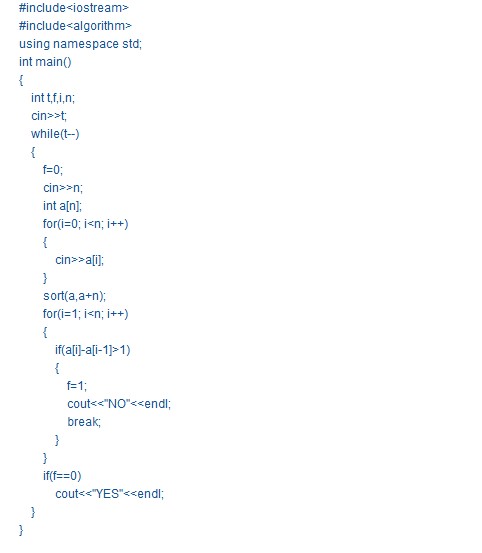 #include<iostream>
#include<algorithm>
using namespace std;
int main()
{
int t,f,i,n;
cin>>t;
while(t--)
{
f=0;
cin>>n;
int a[n];
for(i=0; i<n; i++)
{
cin>>a[i];
}
sort(a,a+n);
for(i=1; i<n; i++)
{
if(a[i]-a[i-1]>1)
{
f=1;
cout<<"NO"<<endl;
break;
}
}
if(f==0)
cout<<"YES"<<endl;
}
}